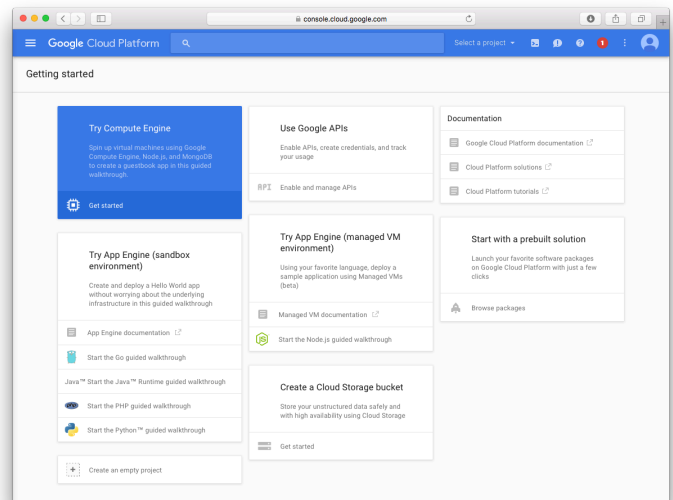 console.cloud.google.com
Google Cloud Platform
Select a project
1
Getting started
Try Compute Engine
Spin up virtual machines using Google
Compute Engine, Node.js, and MongoDB
to create a guestbook app in this guided
walkthrough.
Get started
Try App Engine (sandbox
environment)
Create and deploy a Hello World app
without worrying about the underlying
infrastructure in this guided walkthrough
App Engine documentation
Start the Go guided walkthrough
Java™ Start the Java™ Runtime guided walkthrough
php Start the PHP guided walkthrough
Start the Python™ guided walkthrough
Create an empty project
Use Google APIs
Enable APIs, create credentials, and track
your usage
API Enable and manage APIs
Try App Engine (managed VM
environment)
Using your favorite language, deploy a
sample application using Managed VMs
(beta)
Managed VM documentation
JS Start the Node.js guided walkthrough
Create a Cloud Storage bucket
Store your unstructured data safely and
with high availability using Cloud Storage
Get started
Documentation
Google Cloud Platform documentation
Cloud Platform solutions
Cloud Platform tutorials
Start with a prebuilt solution
Launch your favorite software packages
on Google Cloud Platform with just a few
clicks
Browse packages